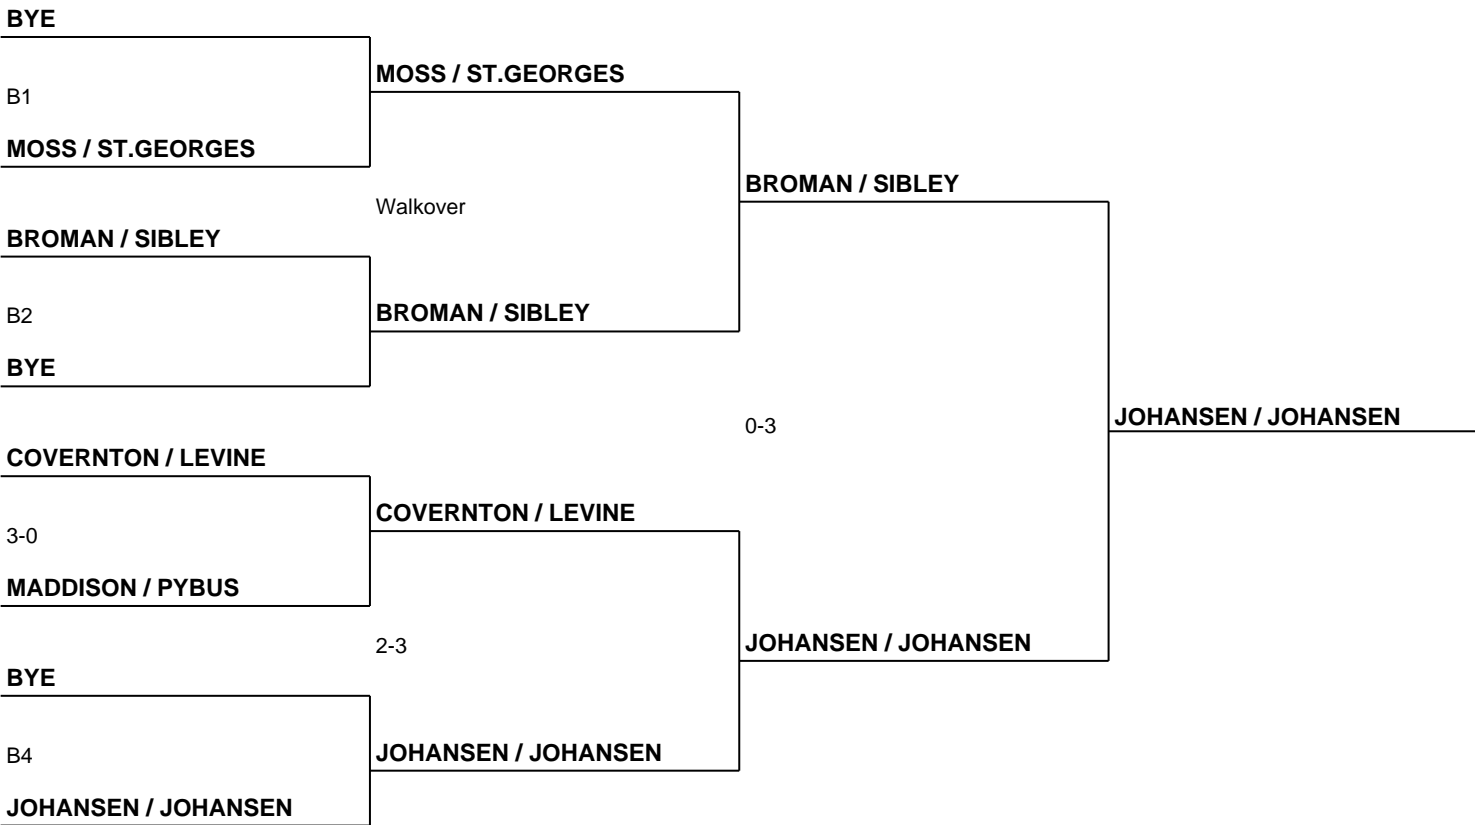 BYE
B1
MOSS / ST.GEORGES
BROMAN / SIBLEY
B2
BYE
COVERNTON / LEVINE
3-0
MADDISON / PYBUS
BYE
B4
JOHANSEN / JOHANSEN
MOSS / ST.GEORGES
Walkover
BROMAN / SIBLEY
COVERNTON / LEVINE
2-3
JOHANSEN / JOHANSEN
BROMAN / SIBLEY
0-3
JOHANSEN / JOHANSEN
JOHANSEN / JOHANSEN